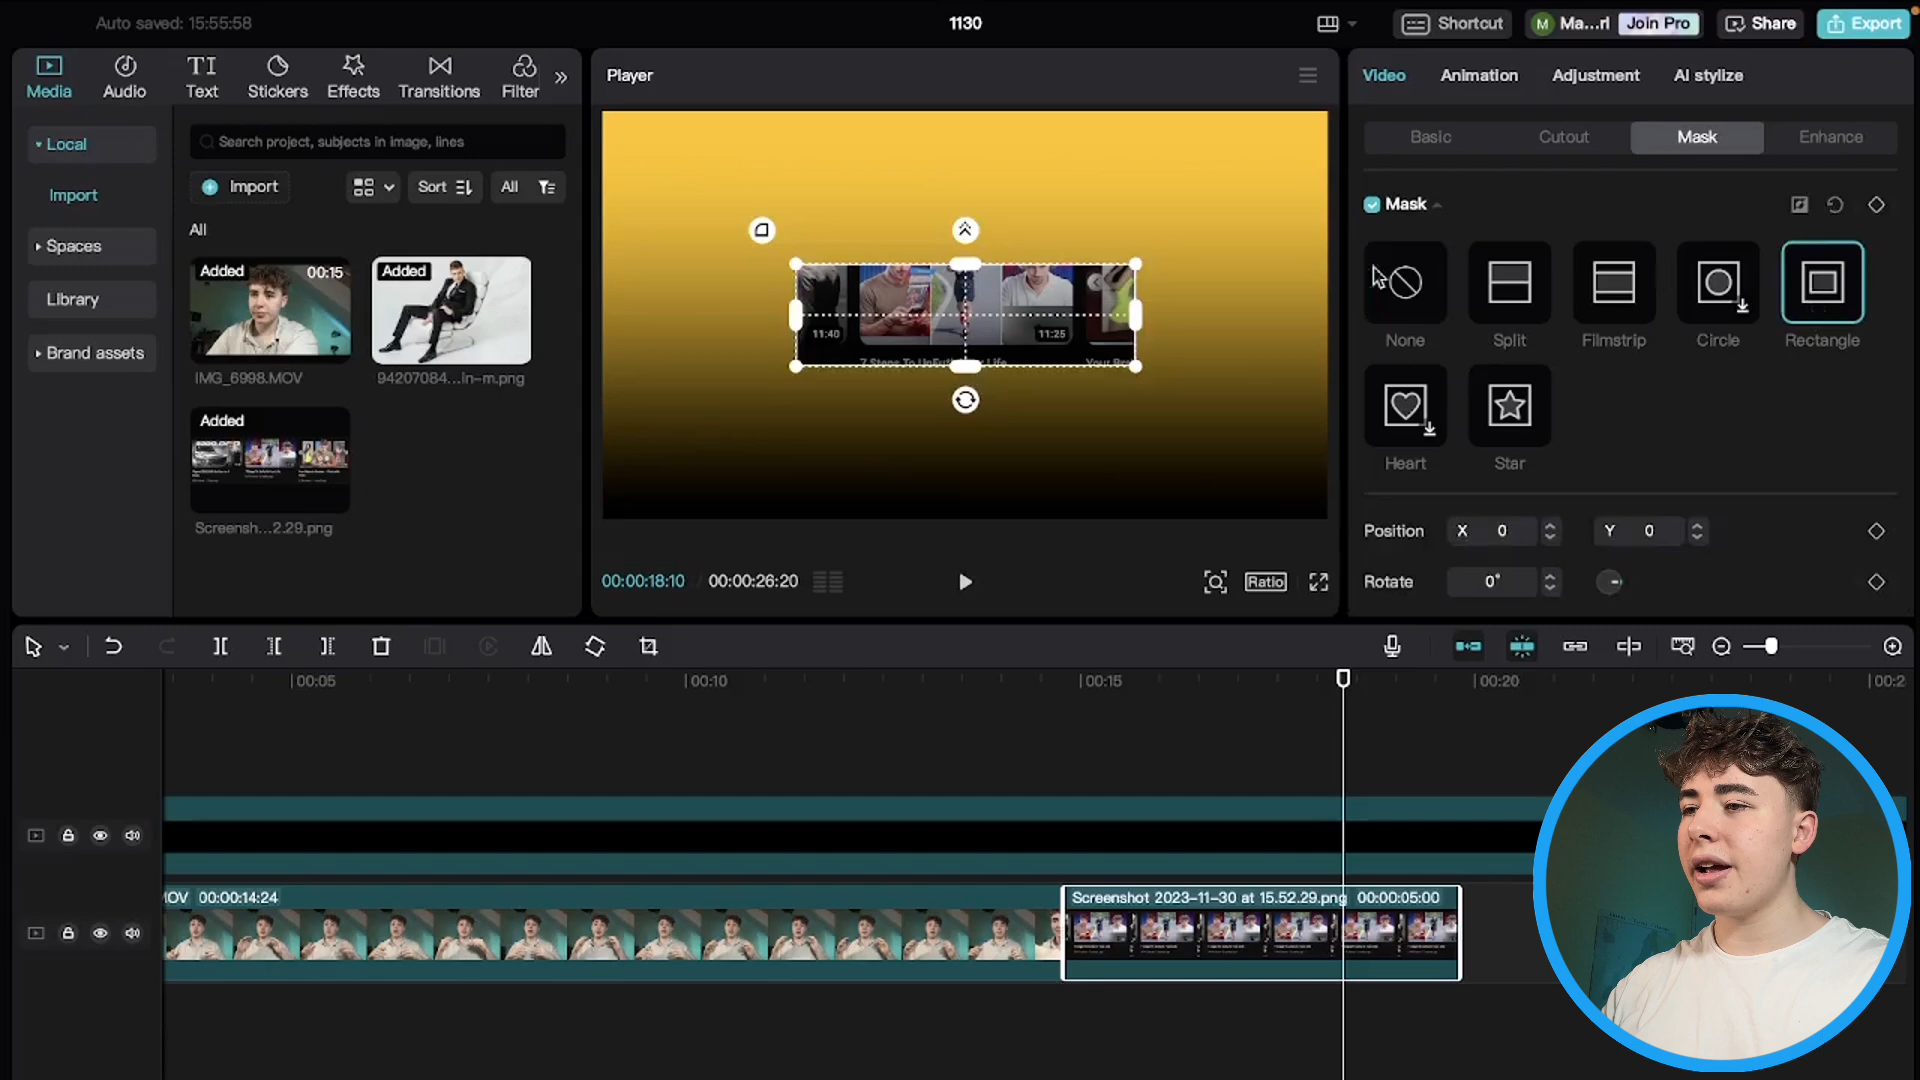 Auto saved: 15:55:58
1130
Shortcut
M
Ma...rl
Join Pro
Share
Export
Media
Audio
TI
Text
Stickers
Effects
Transitions
Filter
Player
Video
Animation
Adjustment
AI stylize
Local
Import
Spaces
Library
Brand assets
Search project, subjects in image, lines
Import
Sort
All
All
Added
00:15
IMG_6998.MOV
Added
94207084...in-m.png
Added
Screensh...2.29.png
11:40
11:25
00:00:18:10
00:00:26:20
Ratio
Basic
Cutout
Mask
Enhance
Mask
None
Split
Filmstrip
Circle
Rectangle
Heart
Star
Position
X 0
Y 0
Rotate
0°
00:05
00:10
00:15
00:20
00:2
MOV 00:00:14:24
Screenshot 2023-11-30 at 15.52.29.png 00:00:05:00